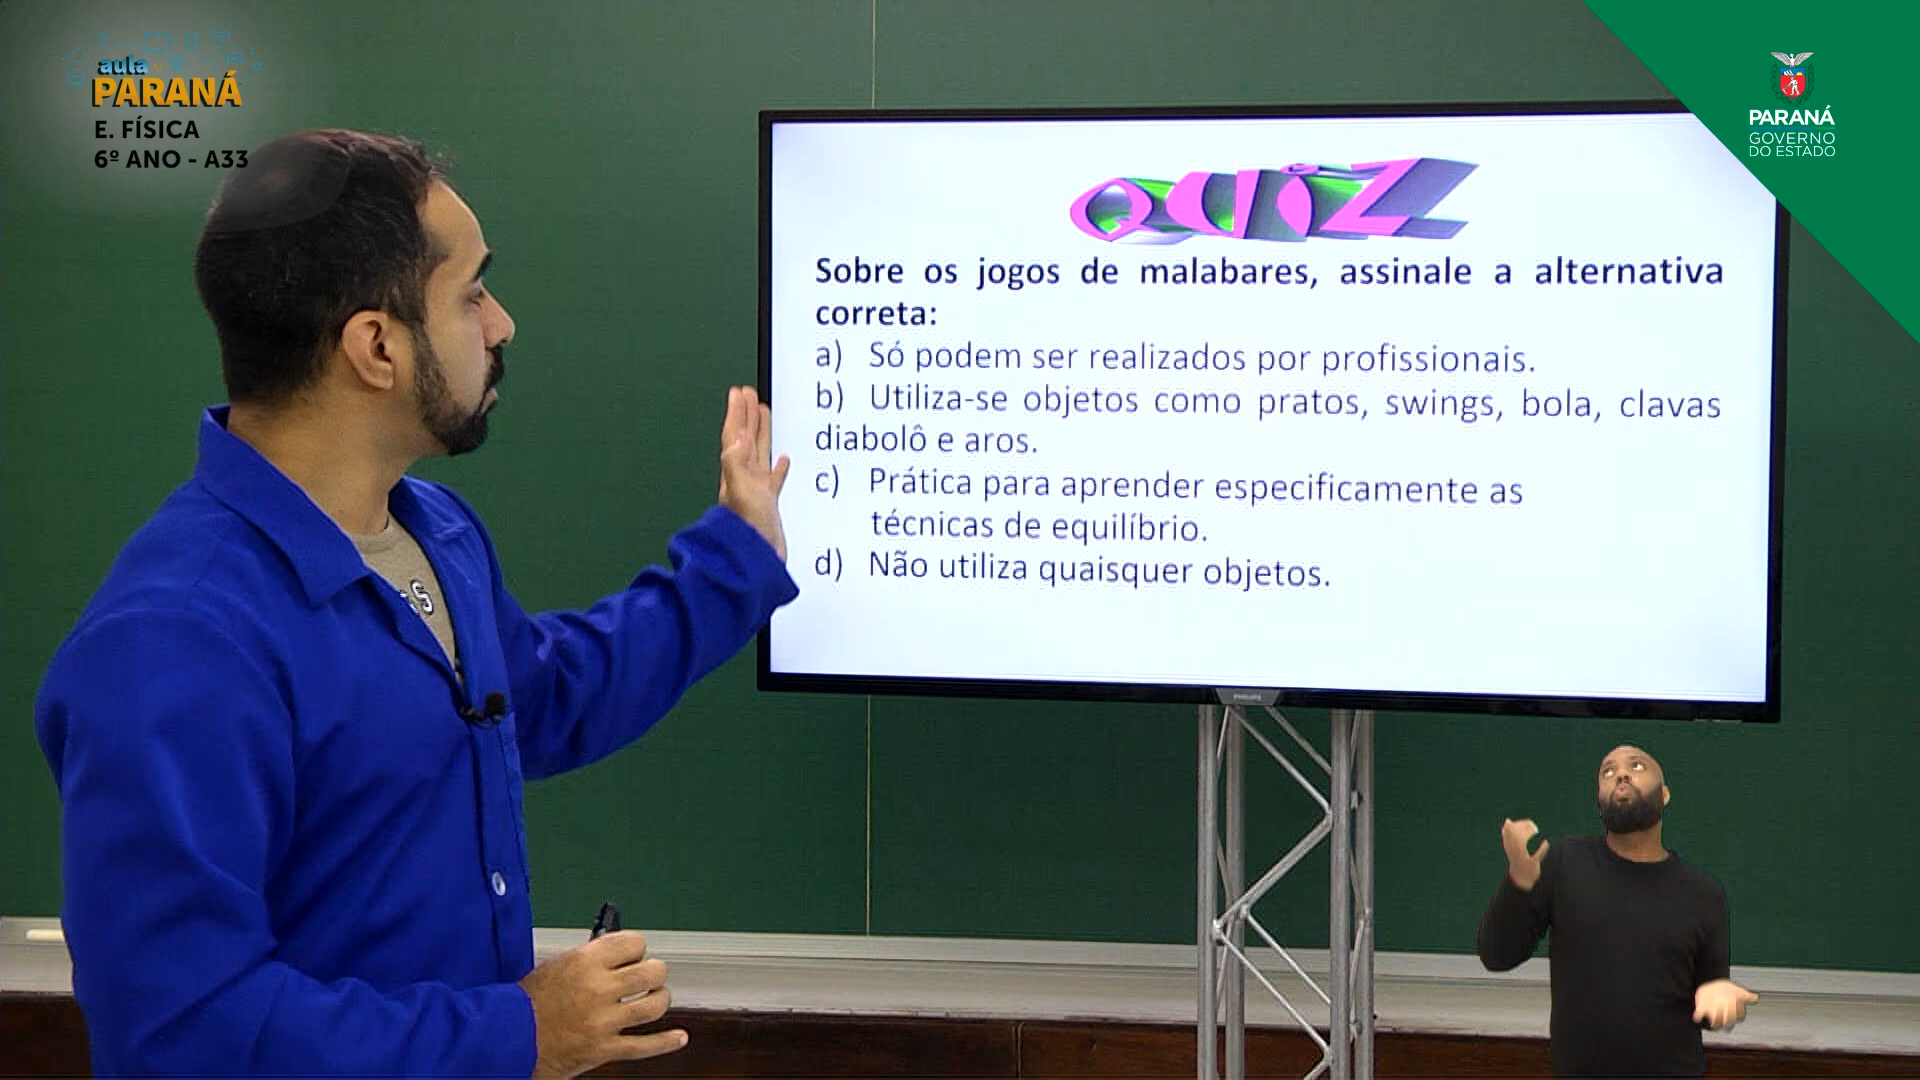 aula
PARANÁ
E. FÍSICA
6º ANO - A33
PARANÁ
GOVERNO
DO ESTADO
QUIZ
Sobre os jogos de malabares, assinale a alternativa
correta:
a) Só podem ser realizados por profissionais.
b) Utiliza-se objetos como pratos, swings, bola, clavas
diabolô e aros.
c) Prática para aprender especificamente as
técnicas de equilíbrio.
d) Não utiliza quaisquer objetos.
PHILIPS